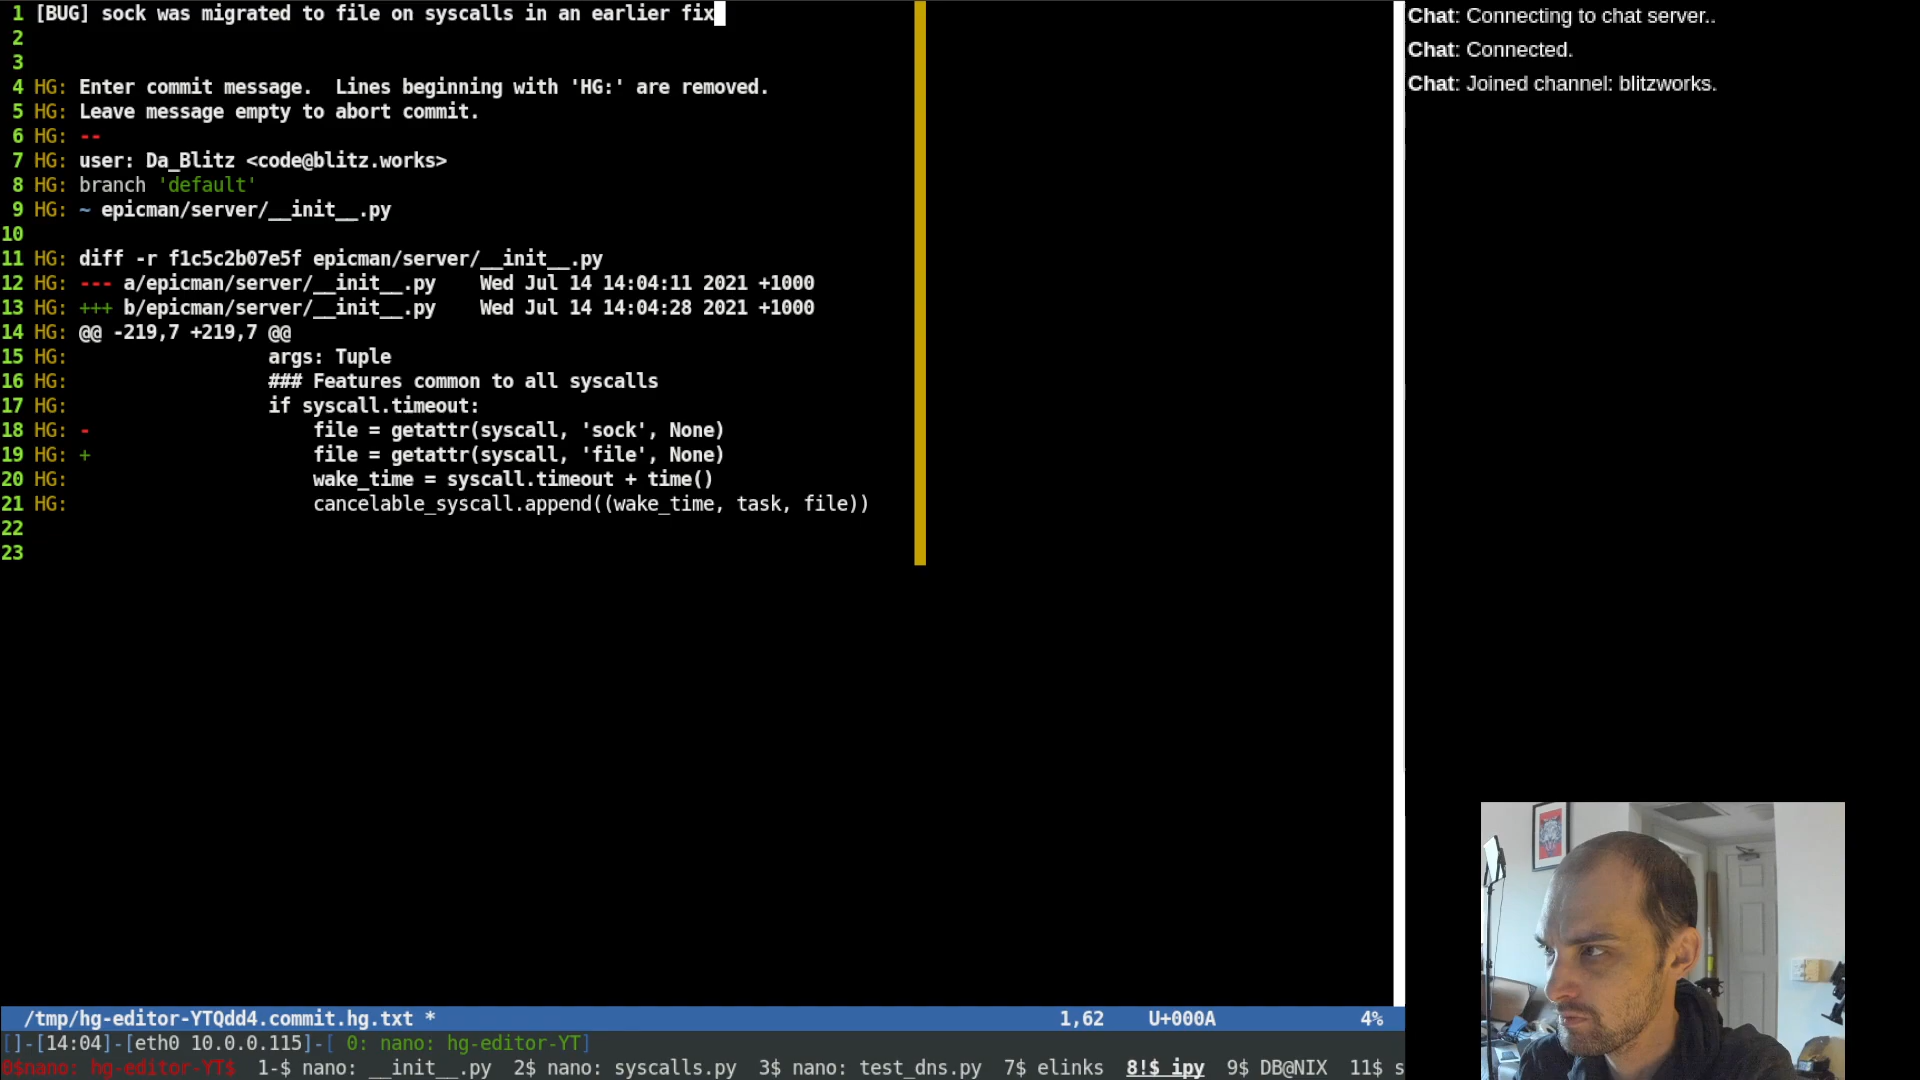 1 [BUG] sock was migrated to file on syscalls in an earlier fix
2
3
4 HG: Enter commit message.  Lines beginning with 'HG:' are removed.
5 HG: Leave message empty to abort commit.
6 HG: --
7 HG: user: Da_Blitz <code@blitz.works>
8 HG: branch 'default'
9 HG: ~ epicman/server/__init__.py
10
11 HG: diff -r f1c5c2b07e5f epicman/server/__init__.py
12 HG: --- a/epicman/server/__init__.py    Wed Jul 14 14:04:11 2021 +1000
13 HG: +++ b/epicman/server/__init__.py    Wed Jul 14 14:04:28 2021 +1000
14 HG: @@ -219,7 +219,7 @@
15 HG:                  args: Tuple
16 HG:                  ### Features common to all syscalls
17 HG:                  if syscall.timeout:
18 HG: -                    file = getattr(syscall, 'sock', None)
19 HG: +                    file = getattr(syscall, 'file', None)
20 HG:                      wake_time = syscall.timeout + time()
21 HG:                      cancelable_syscall.append((wake_time, task, file))
22
23
/tmp/hg-editor-YTQdd4.commit.hg.txt * 1,62 U+000A 4%
[]-[14:04]-[eth0 10.0.0.115]-[ 0: nano: hg-editor-YT]
0$nano: hg-editor-YT$ 1-$ nano: __init__.py 2$ nano: syscalls.py 3$ nano: test_dns.py 7$ elinks 8!$ ipy 9$ DB@NIX 11$ s
Chat: Connecting to chat server..
Chat: Connected.
Chat: Joined channel: blitzworks.